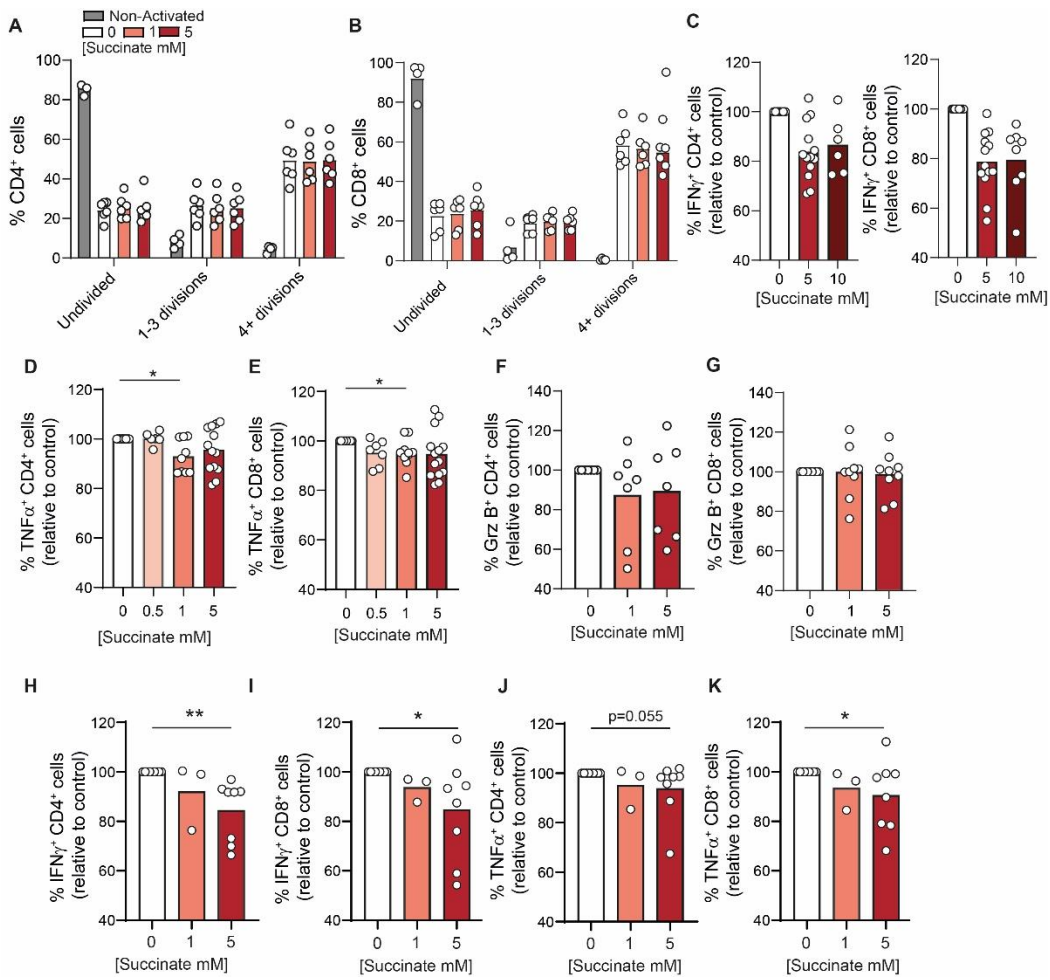 A
Non-Activated
0 1 5
[Succinate mM]
% CD4⁺ cells
100
80
60
40
20
0
Undivided
1-3 divisions
4+ divisions
B
% CD8⁺ cells
100
80
60
40
20
0
Undivided
1-3 divisions
4+ divisions
C
% IFNγ⁺ CD4⁺ cells
(relative to control)
120
100
80
60
40
0 5 10
[Succinate mM]
% IFNγ⁺ CD8⁺ cells
(relative to control)
120
100
80
60
40
0 5 10
[Succinate mM]
D
% TNFα⁺ CD4⁺ cells
(relative to control)
120
100
80
60
40
*
0 0.5 1 5
[Succinate mM]
E
% TNFα⁺ CD8⁺ cells
(relative to control)
120
100
80
60
40
*
0 0.5 1 5
[Succinate mM]
F
% Grz B⁺ CD4⁺ cells
(relative to control)
140
120
100
80
60
40
0 1 5
[Succinate mM]
G
% Grz B⁺ CD8⁺ cells
(relative to control)
140
120
100
80
60
40
0 1 5
[Succinate mM]
H
% IFNγ⁺ CD4⁺ cells
(relative to control)
120
100
80
60
40
**
0 1 5
[Succinate mM]
I
% IFNγ⁺ CD8⁺ cells
(relative to control)
120
100
80
60
40
*
0 1 5
[Succinate mM]
J
% TNFα⁺ CD4⁺ cells
(relative to control)
120
100
80
60
40
p=0.055
0 1 5
[Succinate mM]
K
% TNFα⁺ CD8⁺ cells
(relative to control)
120
100
80
60
40
*
0 1 5
[Succinate mM]